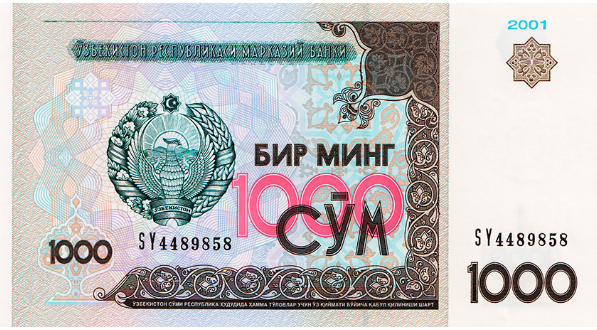 2001
ЎЗБЕКИСТОН РЕСПУБЛИКАСИ МАРКАЗИЙ БАНКИ
БИР МИНГ
1000
СЎМ
ЎЗБЕКИСТОН
SY4489858
SY4489858
1000
1000
ЎЗБЕКИСТОН СЎМИ РЕСПУБЛИКА ХУДУДИДА ҲАММА ТЎЛОВЛАР УЧУН ЎЗ ҚИЙМАТИ БЎЙИЧА ҚАБУЛ ҚИЛИНИШИ ШАРТ